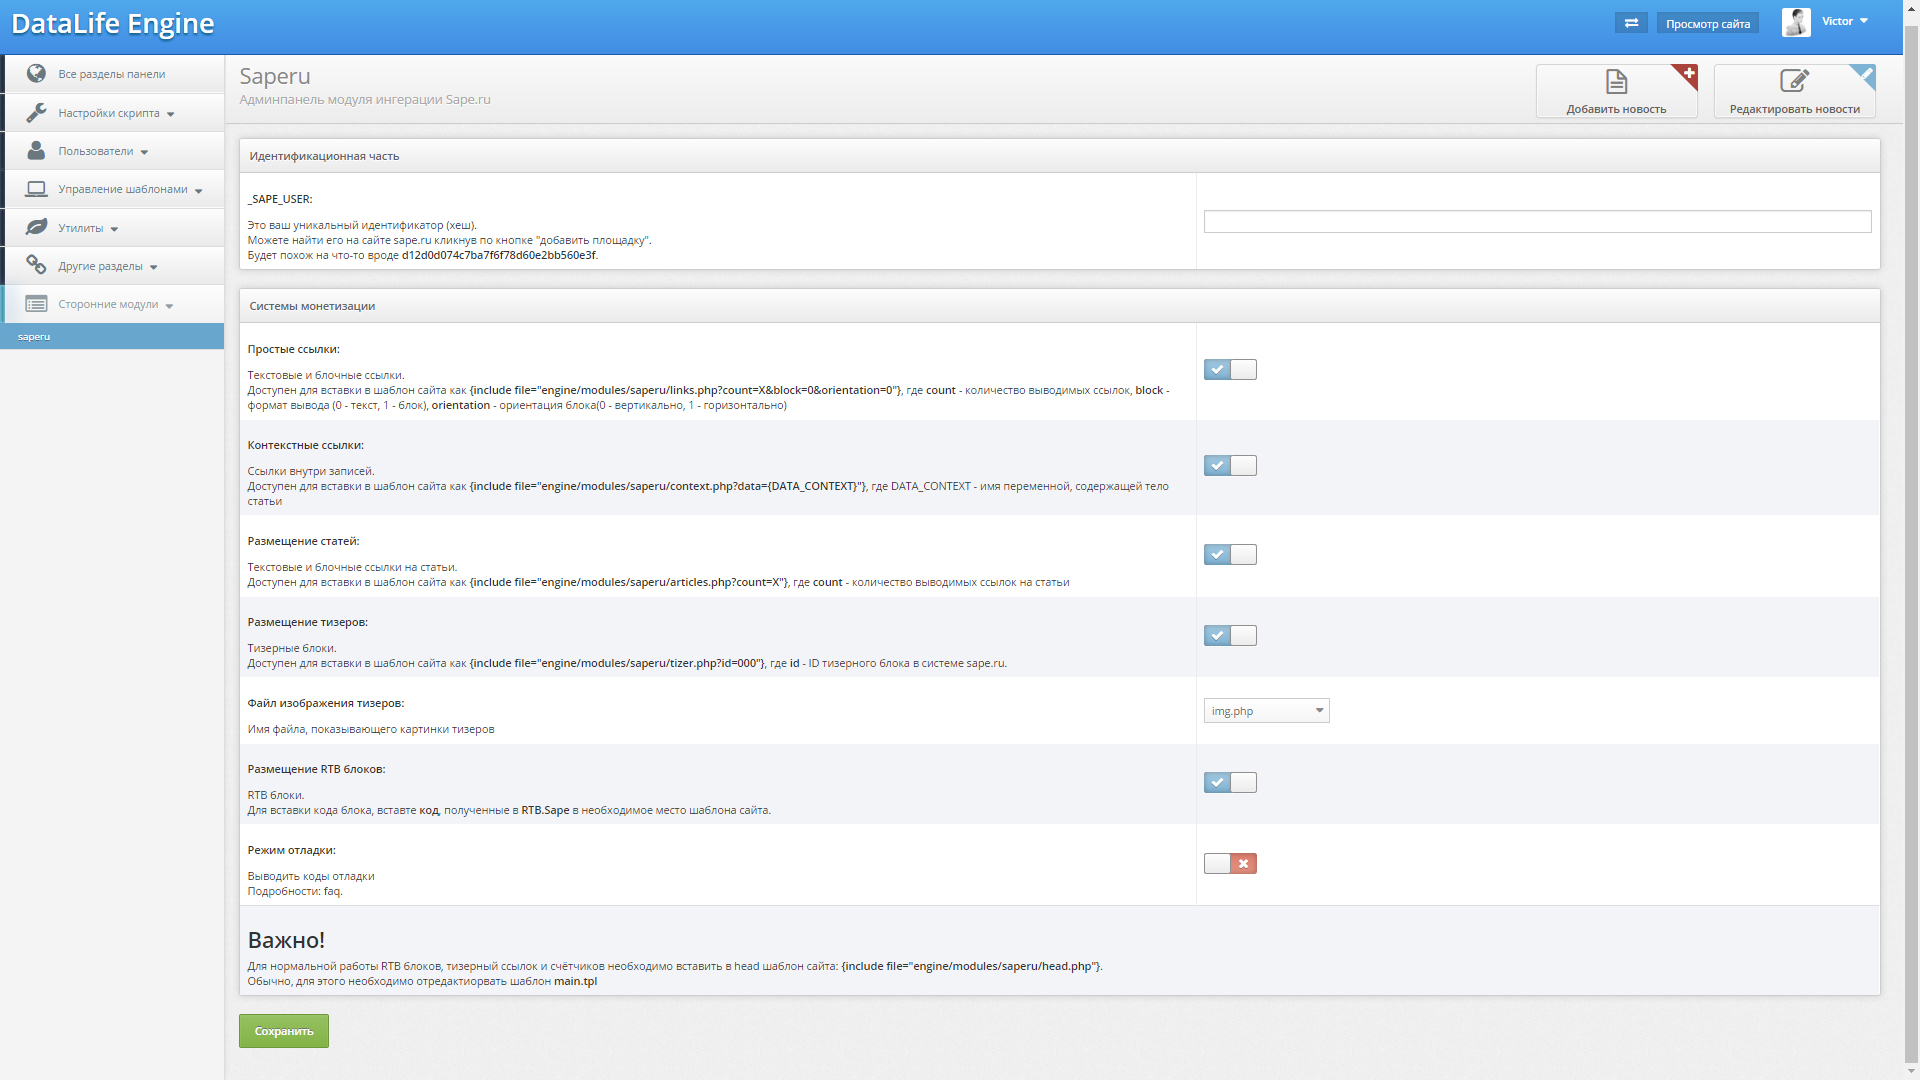 DataLife Engine
Просмотр сайта
Victor
Все разделы панели
Настройки скрипта
Пользователи
Управление шаблонами
Утилиты
Другие разделы
Сторонние модули
saperu
Saperu
Админпанель модуля ингерации Sape.ru
Добавить новость
Редактировать новости
Идентификационная часть
_SAPE_USER:
Это ваш уникальный идентификатор (хеш).
Можете найти его на сайте sape.ru кликнув по кнопке "добавить площадку".
Будет похож на что-то вроде d12d0d074c7ba7f6f78d60e2bb560e3f.
Системы монетизации
Простые ссылки:
Текстовые и блочные ссылки.
Доступен для вставки в шаблон сайта как {include file="engine/modules/saperu/links.php?count=X&block=0&orientation=0"}, где count - количество выводимых ссылок, block -
формат вывода (0 - текст, 1 - блок), orientation - ориентация блока(0 - вертикально, 1 - горизонтально)
Контекстные ссылки:
Ссылки внутри записей.
Доступен для вставки в шаблон сайта как {include file="engine/modules/saperu/context.php?data={DATA_CONTEXT}"}, где DATA_CONTEXT - имя переменной, содержащей тело
статьи
Размещение статей:
Текстовые и блочные ссылки на статьи.
Доступен для вставки в шаблон сайта как {include file="engine/modules/saperu/articles.php?count=X"}, где count - количество выводимых ссылок на статьи
Размещение тизеров:
Тизерные блоки.
Доступен для вставки в шаблон сайта как {include file="engine/modules/saperu/tizer.php?id=000"}, где id - ID тизерного блока в системе sape.ru.
Файл изображения тизеров:
Имя файла, показывающего картинки тизеров
img.php
Размещение RTB блоков:
RTB блоки.
Для вставки кода блока, вставте код, полученные в RTB.Sape в необходимое место шаблона сайта.
Режим отладки:
Выводить коды отладки
Подробности: faq.
Важно!
Для нормальной работы RTB блоков, тизерный ссылок и счётчиков необходимо вставить в head шаблон сайта: {include file="engine/modules/saperu/head.php"}.
Обычно, для этого необходимо отредактиорвать шаблон main.tpl
Сохранить